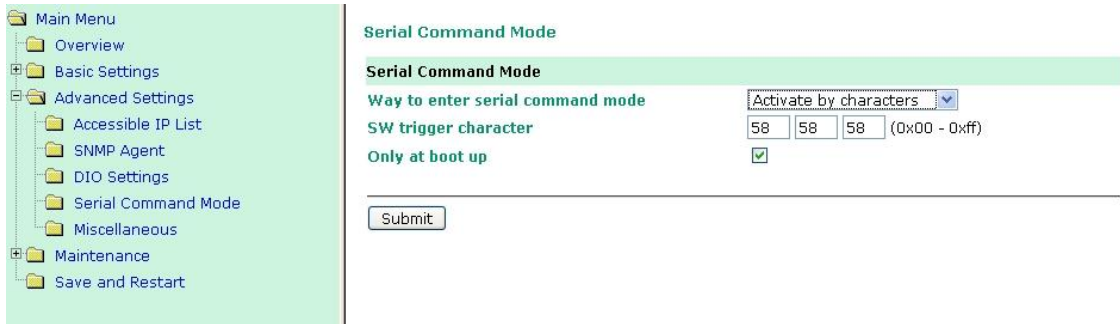 Main Menu
Overview
Basic Settings
Advanced Settings
Accessible IP List
SNMP Agent
DIO Settings
Serial Command Mode
Miscellaneous
Maintenance
Save and Restart
Serial Command Mode
Serial Command Mode
Way to enter serial command mode Activate by characters
SW trigger character 58 58 58 (0x00 - 0xff)
Only at boot up
Submit